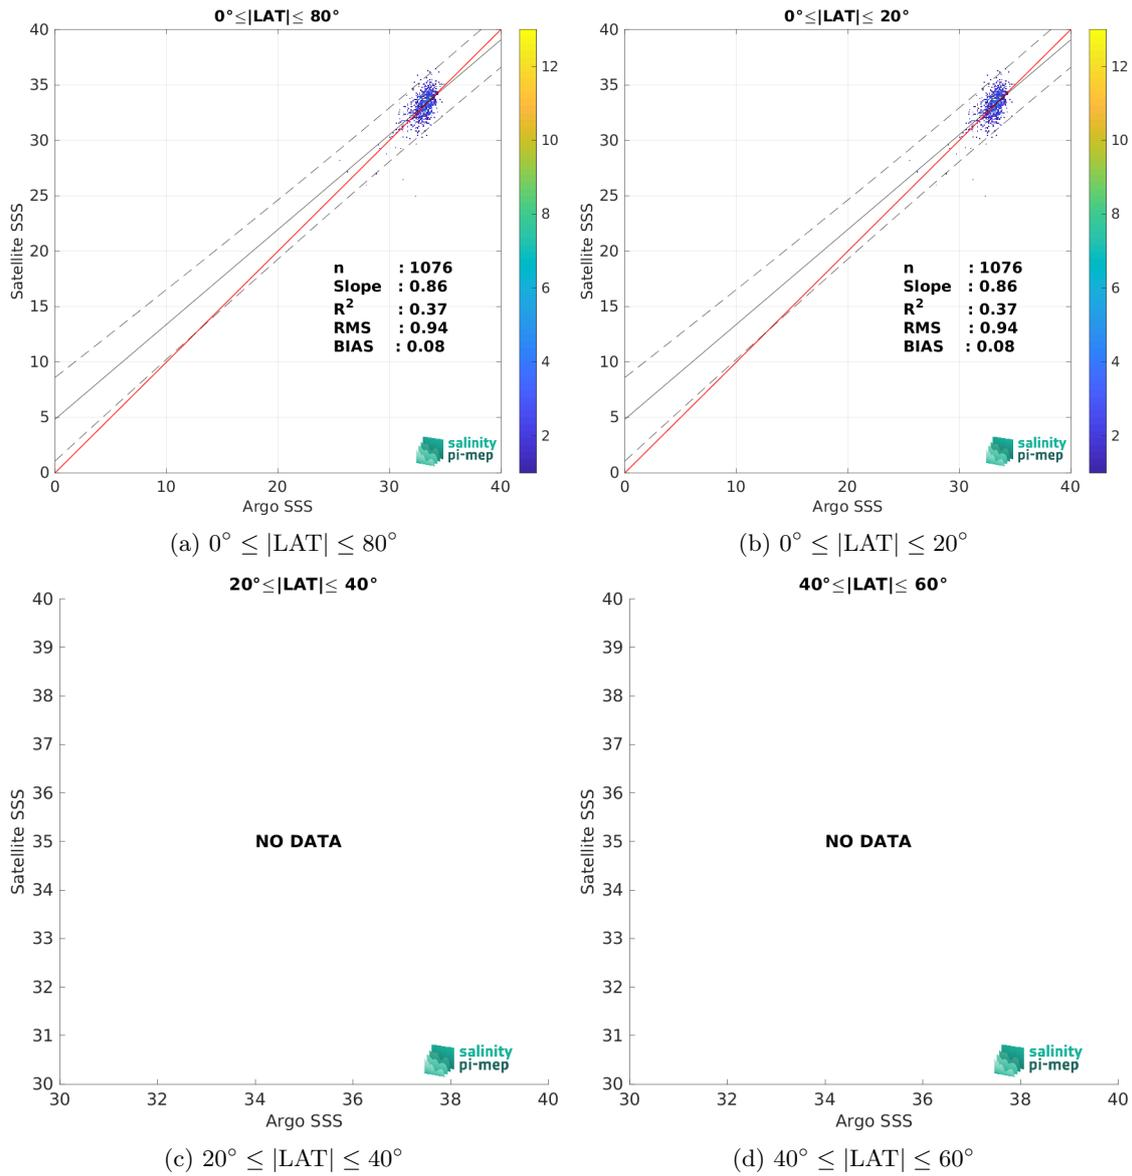 0°≤|LAT|≤ 80°
40
35
30
25
20
15
10
5
0
Satellite SSS
n : 1076
Slope : 0.86
R² : 0.37
RMS : 0.94
BIAS : 0.08
salinity
pi-mep
0 10 20 30 40
Argo SSS
12
10
8
6
4
2
(a) 0° ≤ |LAT| ≤ 80°
0°≤|LAT|≤ 20°
40
35
30
25
20
15
10
5
0
Satellite SSS
n : 1076
Slope : 0.86
R² : 0.37
RMS : 0.94
BIAS : 0.08
salinity
pi-mep
0 10 20 30 40
Argo SSS
12
10
8
6
4
2
(b) 0° ≤ |LAT| ≤ 20°
20°≤|LAT|≤ 40°
40
39
38
37
36
35
34
33
32
31
30
Satellite SSS
NO DATA
salinity
pi-mep
30 32 34 36 38 40
Argo SSS
(c) 20° ≤ |LAT| ≤ 40°
40°≤|LAT|≤ 60°
40
39
38
37
36
35
34
33
32
31
30
Satellite SSS
NO DATA
salinity
pi-mep
30 32 34 36 38 40
Argo SSS
(d) 40° ≤ |LAT| ≤ 60°